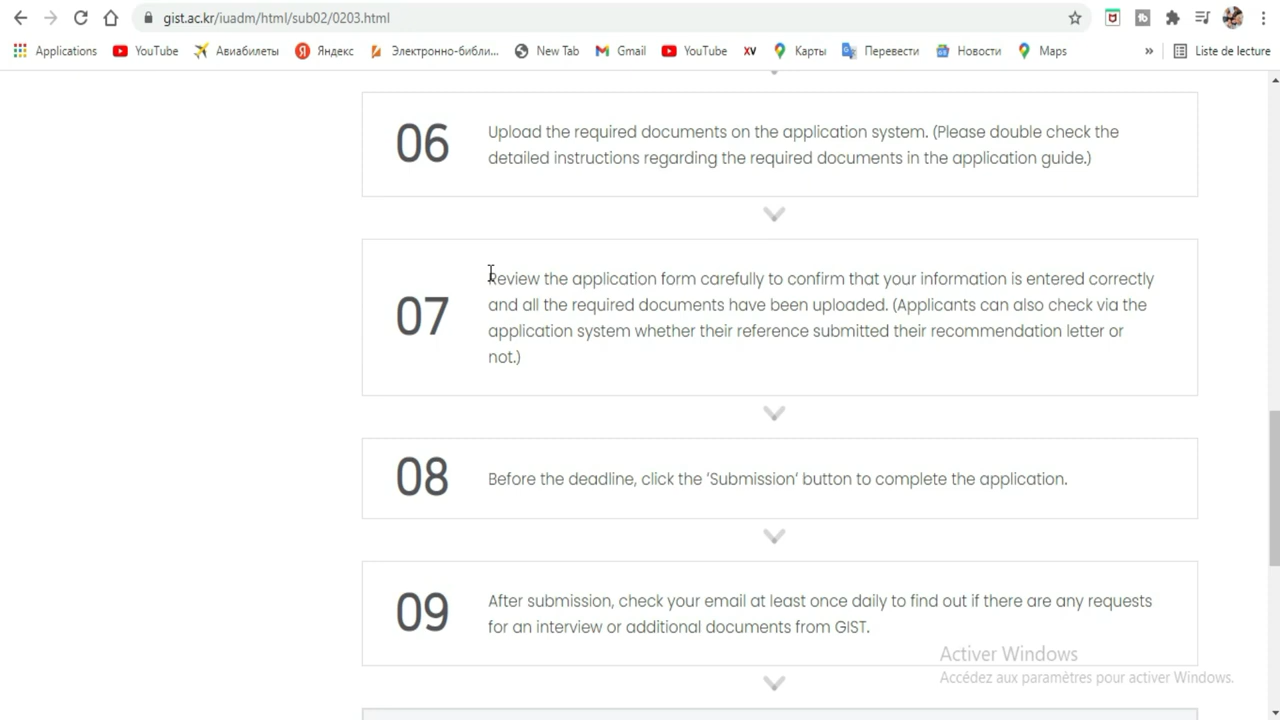 gist.ac.kr/iuadm/html/sub02/0203.html
Applications YouTube Авиабилеты Яндекс Электронно-библи... New Tab Gmail YouTube XV Карты Перевести Новости Maps » Liste de lecture
06
Upload the required documents on the application system. (Please double check the
detailed instructions regarding the required documents in the application guide.)
07
Review the application form carefully to confirm that your information is entered correctly
and all the required documents have been uploaded. (Applicants can also check via the
application system whether their reference submitted their recommendation letter or
not.)
08
Before the deadline, click the ‘Submission‘ button to complete the application.
09
After submission, check your email at least once daily to find out if there are any requests
for an interview or additional documents from GIST.
Activer Windows
Accédez aux paramètres pour activer Windows.